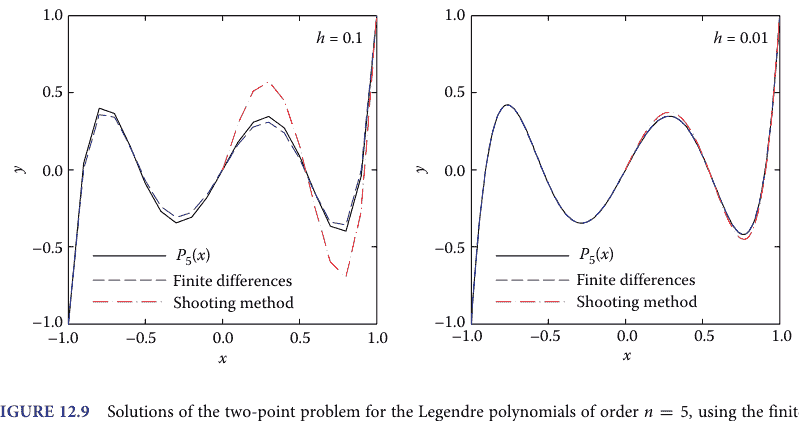 1.0
h = 0.1
0.5
y
0.0
−0.5
P5(x)
Finite differences
Shooting method
−1.0
−1.0
−0.5
0.0
0.5
1.0
x
1.0
h = 0.01
0.5
y
0.0
−0.5
P5(x)
Finite differences
Shooting method
−1.0
−1.0
−0.5
0.0
0.5
1.0
x
IGURE 12.9 Solutions of the two-point problem for the Legendre polynomials of order n = 5, using the finit